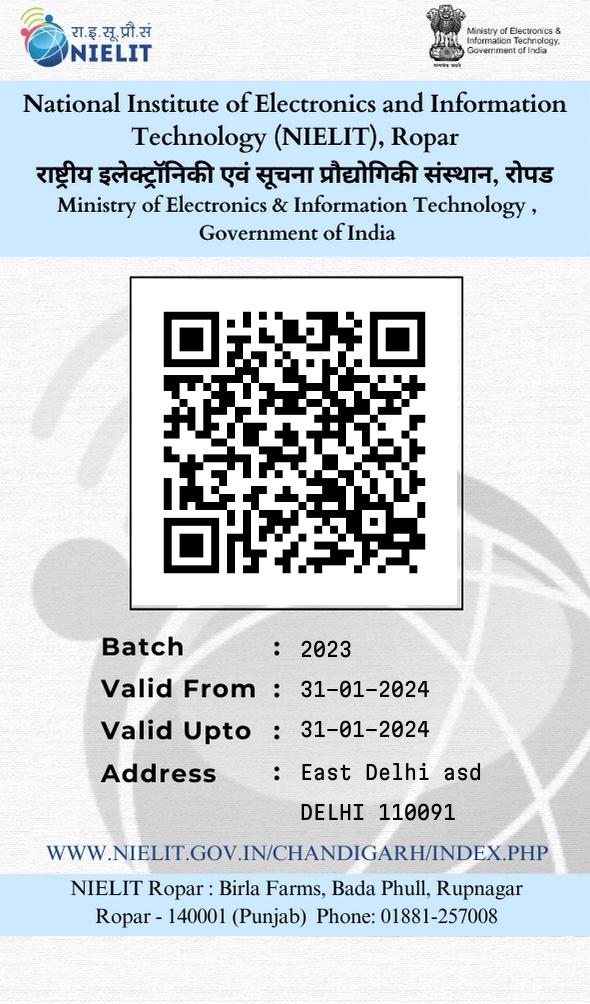 रा.इ.सू.प्रौ.सं
NIELIT
सत्यमेव जयते
Ministry of Electronics &
Information Technology,
Government of India
National Institute of Electronics and Information
Technology (NIELIT), Ropar
राष्ट्रीय इलेक्ट्रॉनिकी एवं सूचना प्रौद्योगिकी संस्थान, रोपड
Ministry of Electronics & Information Technology ,
Government of India
Batch : 2023
Valid From : 31-01-2024
Valid Upto : 31-01-2024
Address : East Delhi asd
DELHI 110091
WWW.NIELIT.GOV.IN/CHANDIGARH/INDEX.PHP
NIELIT Ropar : Birla Farms, Bada Phull, Rupnagar
Ropar - 140001 (Punjab) Phone: 01881-257008